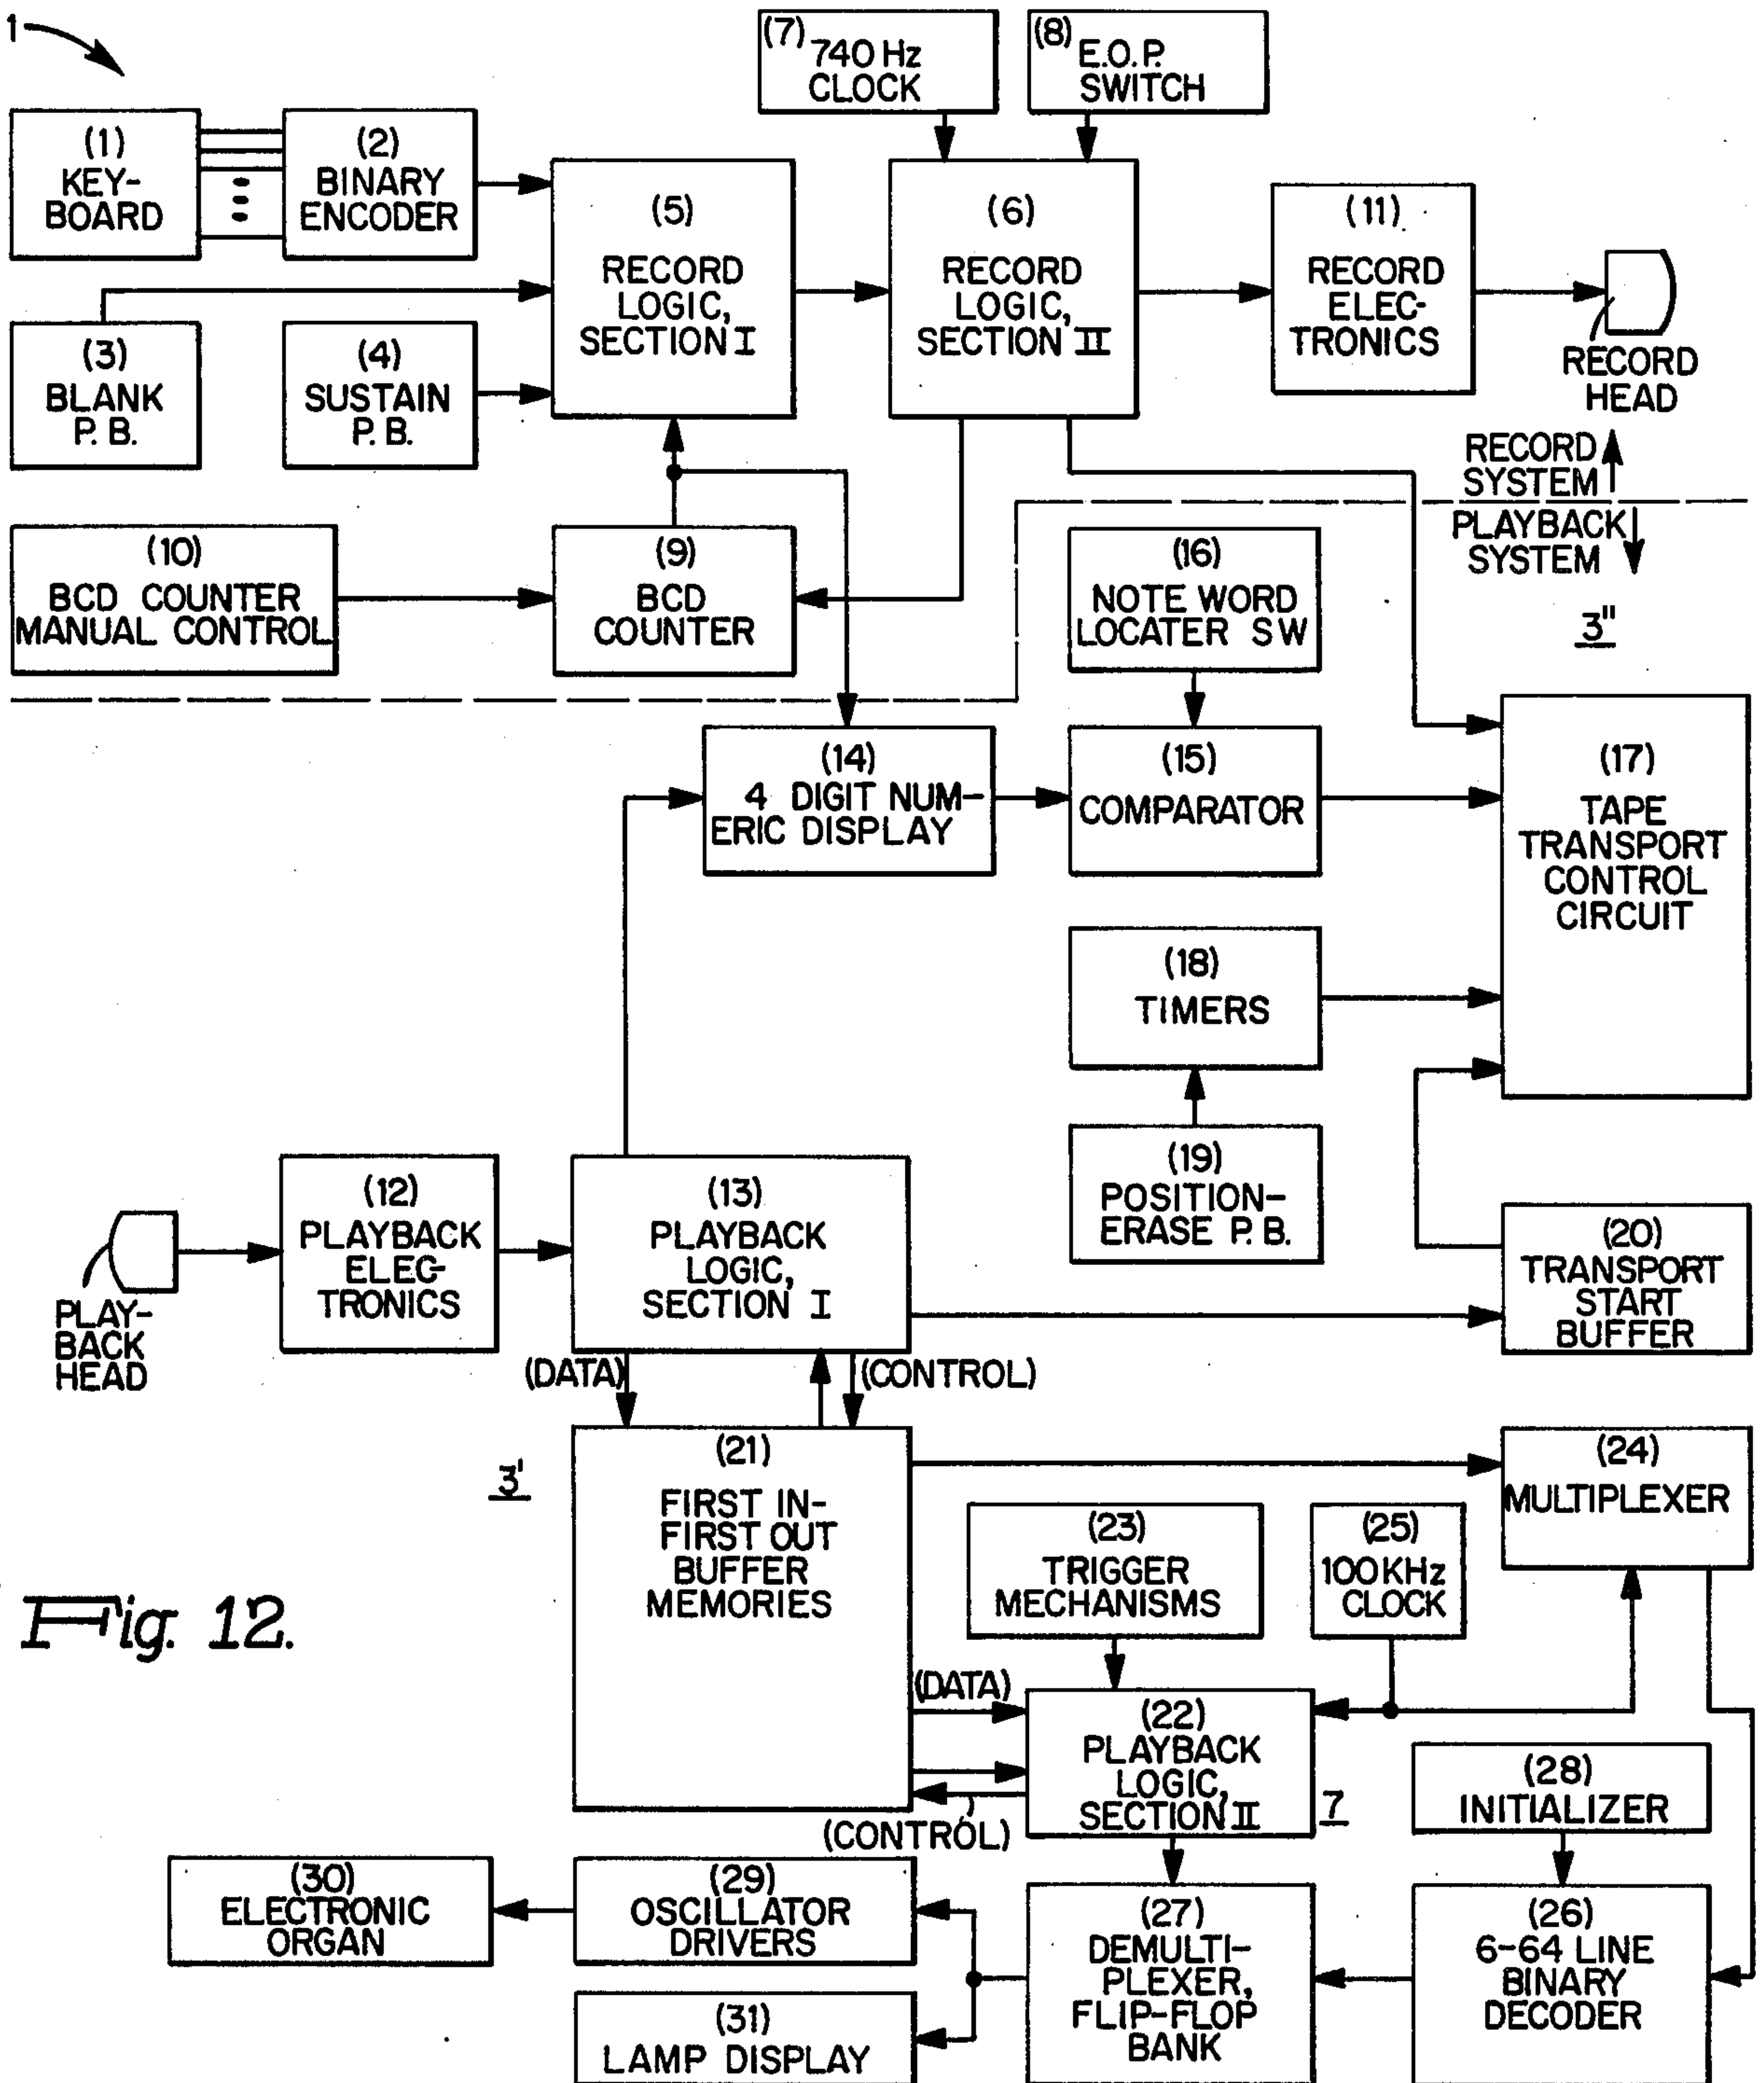 1
(7) 740 Hz
CLOCK
(8) E.O.P.
SWITCH
(1)
KEY-
BOARD
(2)
BINARY
ENCODER
(5)
RECORD
LOGIC,
SECTION I
(6)
RECORD
LOGIC,
SECTION II
(11)
RECORD
ELEC-
TRONICS
RECORD
HEAD
(3)
BLANK
P. B.
(4)
SUSTAIN
P. B.
RECORD
SYSTEM
PLAYBACK
SYSTEM
(10)
BCD COUNTER
MANUAL CONTROL
(9)
BCD
COUNTER
(16)
NOTE WORD
LOCATER SW
3"
(14)
4 DIGIT NUM-
ERIC DISPLAY
(15)
COMPARATOR
(17)
TAPE
TRANSPORT
CONTROL
CIRCUIT
(18)
TIMERS
(19)
POSITION-
ERASE P. B.
PLAY-
BACK
HEAD
(12)
PLAYBACK
ELEC-
TRONICS
(13)
PLAYBACK
LOGIC,
SECTION I
(20)
TRANSPORT
START
BUFFER
(DATA)
(CONTROL)
3'
(21)
FIRST IN-
FIRST OUT
BUFFER
MEMORIES
(24)
MULTIPLEXER
(23)
TRIGGER
MECHANISMS
(25)
100 KHz
CLOCK
Fig. 12.
(DATA)
(CONTROL)
(22)
PLAYBACK
LOGIC,
SECTION II
7
(28)
INITIALIZER
(30)
ELECTRONIC
ORGAN
(29)
OSCILLATOR
DRIVERS
(27)
DEMULTI-
PLEXER,
FLIP-FLOP
BANK
(26)
6-64 LINE
BINARY
DECODER
(31)
LAMP DISPLAY